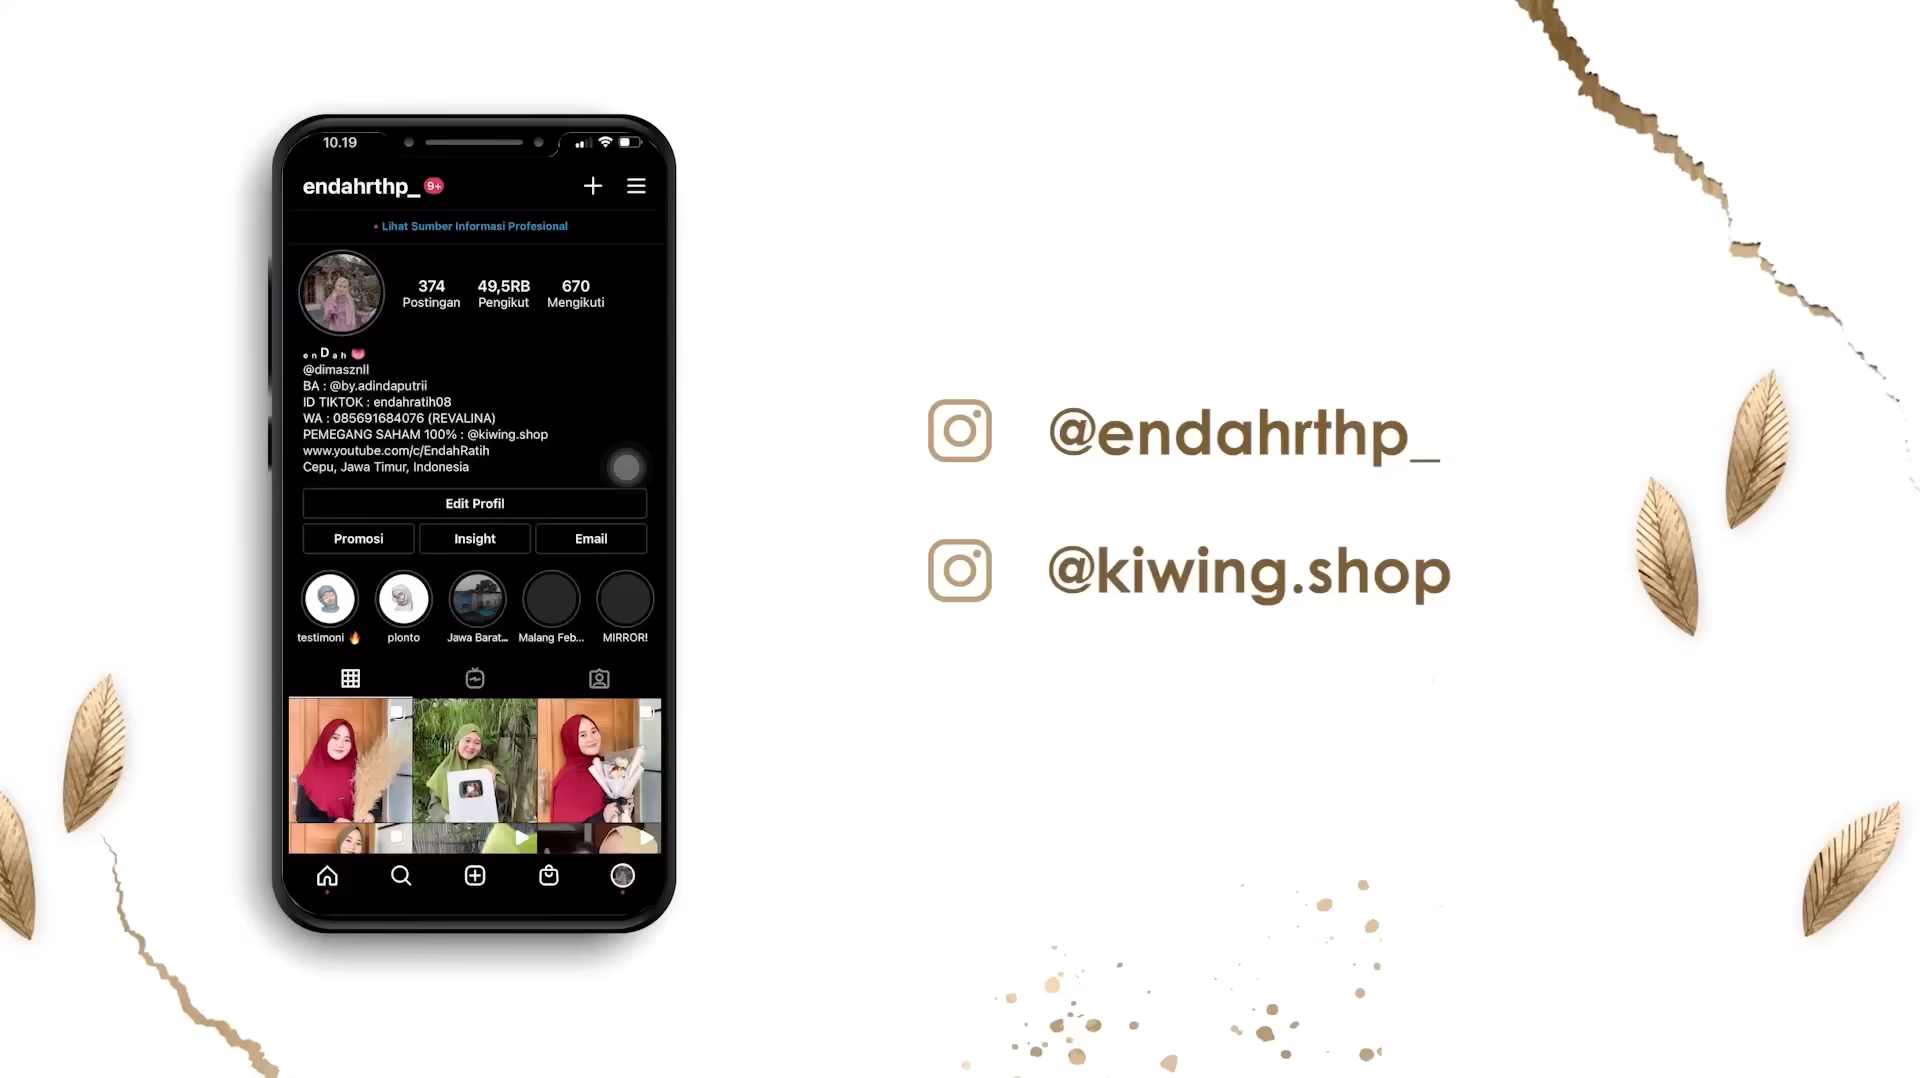 10.19
endahrthp_ 9+
Lihat Sumber Informasi Profesional
374 49,5RB 670
Postingan Pengikut Mengikuti
enDah
@dimasznll
BA : @by.adindaputrii
ID TIKTOK : endahratih08
WA : 085691684076 (REVALINA)
PEMEGANG SAHAM 100% : @kiwing.shop
www.youtube.com/c/EndahRatih
Cepu, Jawa Timur, Indonesia
Edit Profil
Promosi Insight Email
testimoni 🔥 plonto Jawa Barat... Malang Feb... MIRROR!
@endahrthp_
@kiwing.shop